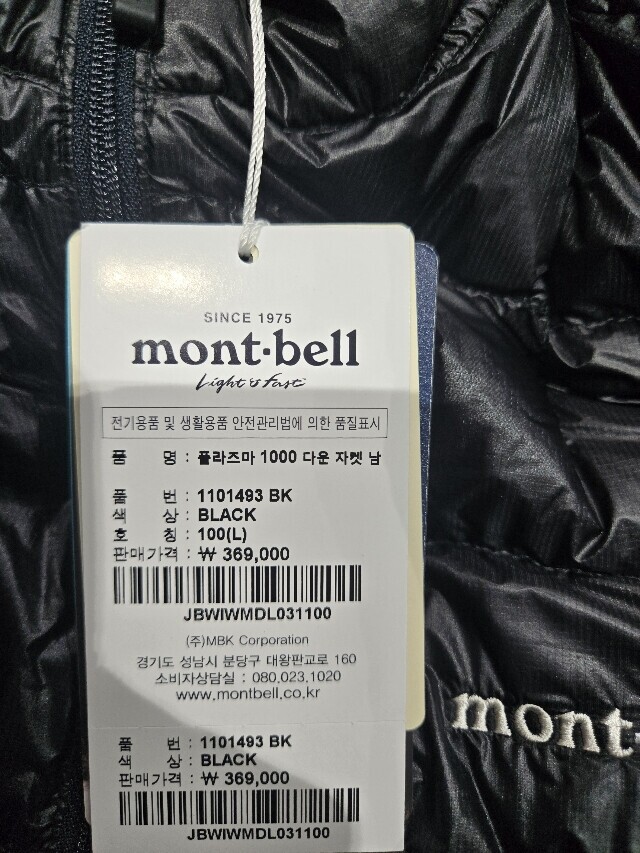 SINCE 1975
mont·bell
Light & Fast
전기용품 및 생활용품 안전관리법에 의한 품질표시
품 명 : 플라즈마 1000 다운 자켓 남
품 번 : 1101493 BK
색 상 : BLACK
호 칭 : 100(L)
판매가격 : ₩ 369,000
JBWIWMDL031100
(주)MBK Corporation
경기도 성남시 분당구 대왕판교로 160
소비자상담실 : 080,023,1020
www.montbell.co.kr
품 번 : 1101493 BK
색 상 : BLACK
판매가격 : ₩ 369,000
JBWIWMDL031100
mont·